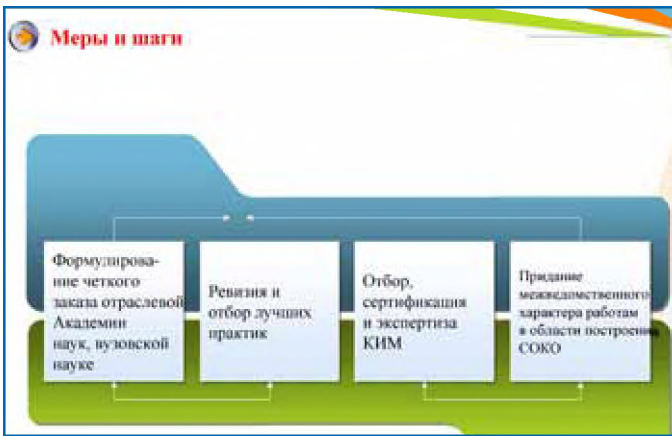 Меры и шаги
Формулирова-
ние четкого
заказа отраслевой
Академии
наук, вузовской
науке
Ревизия и
отбор лучших
практик
Отбор,
сертификация
и экспертиза
КИМ
Придание
межведомственного
характера работам
в области построения
СОКО